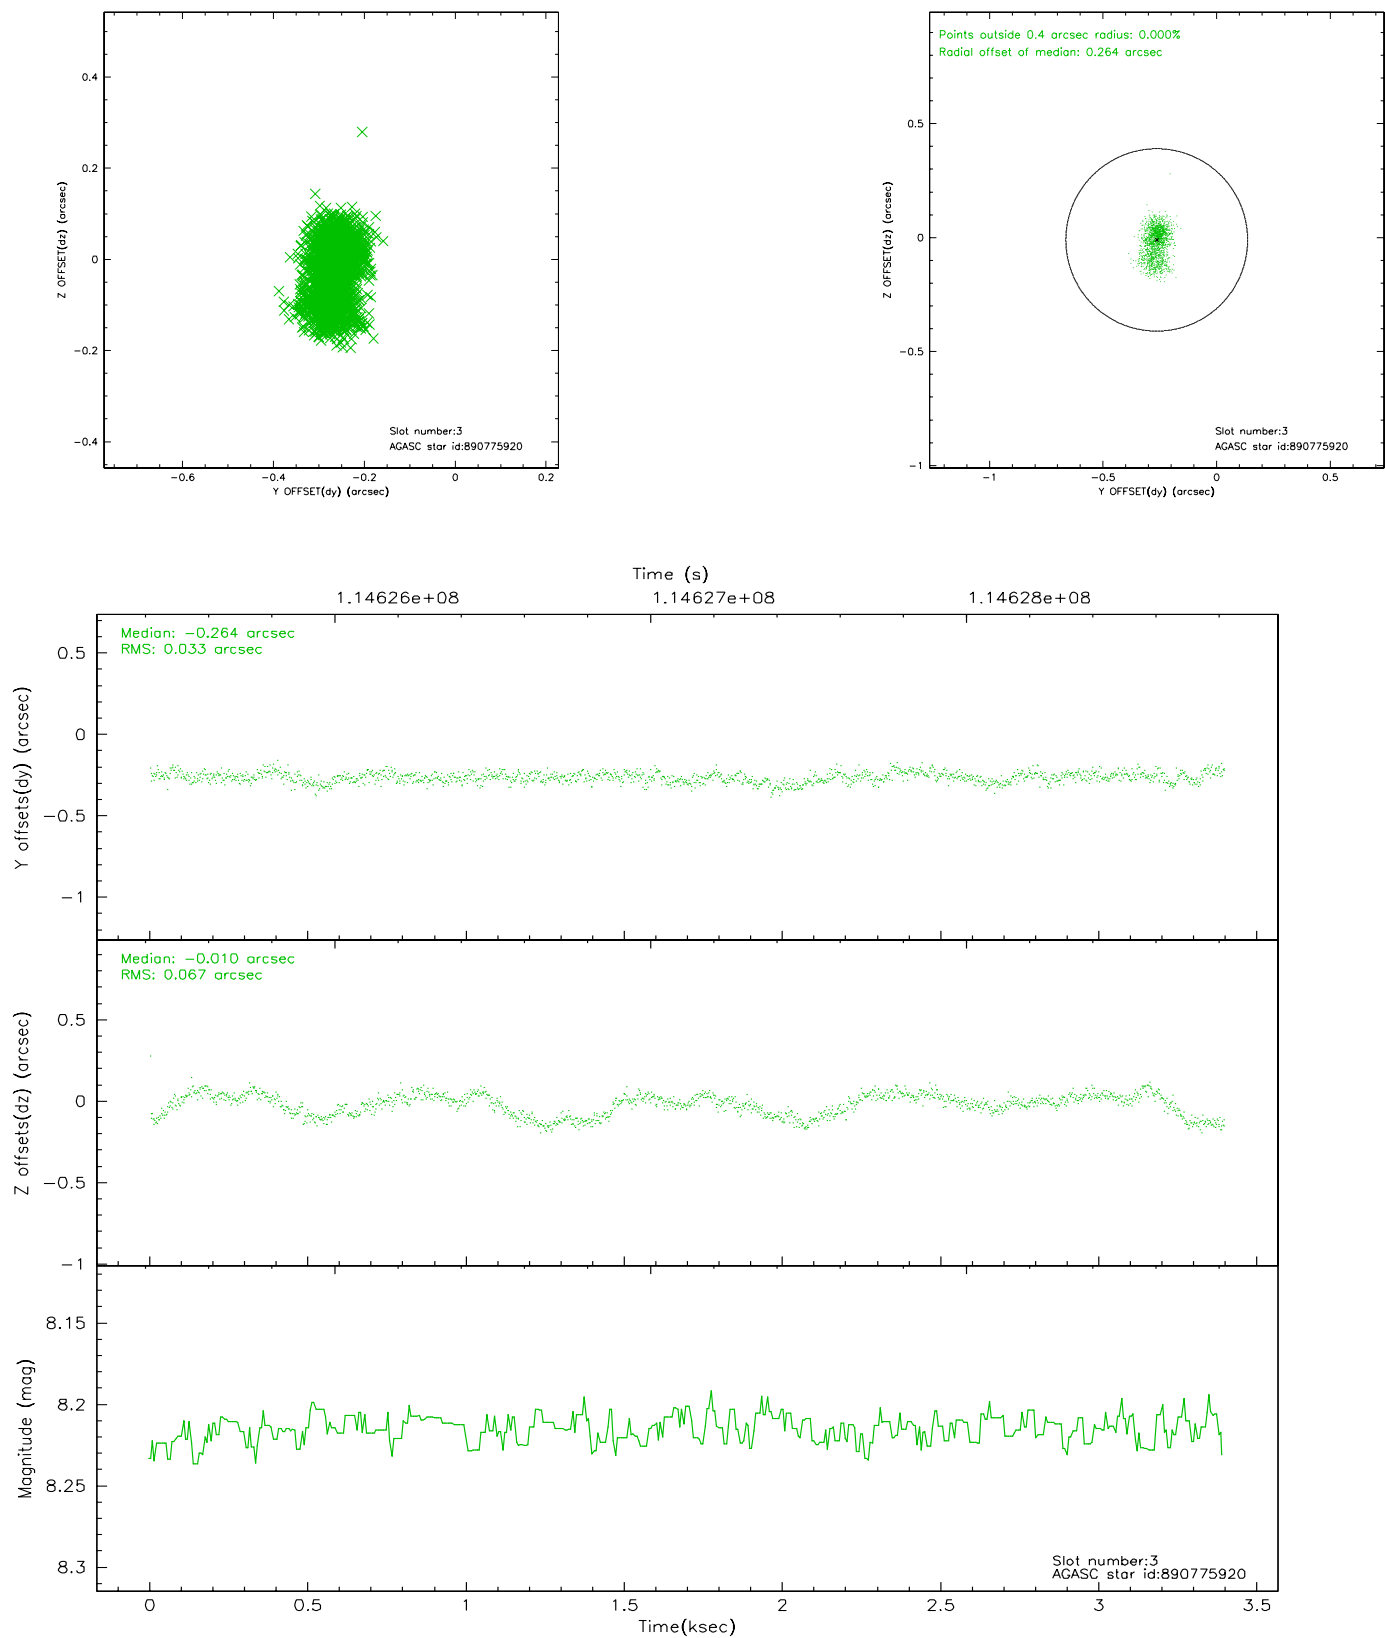 0.4
0.2
0
−0.2
−0.4
Z OFFSET(dz) (arcsec)
Slot number:3
AGASC star id:890775920
−0.6
−0.4
−0.2
0
0.2
Y OFFSET(dy) (arcsec)
Points outside 0.4 arcsec radius: 0.000%
Radial offset of median: 0.264 arcsec
0.5
0
−0.5
−1
Z OFFSET(dz) (arcsec)
Slot number:3
AGASC star id:890775920
−1
−0.5
0
0.5
Y OFFSET(dy) (arcsec)
Time (s)
1.14626e+08
1.14627e+08
1.14628e+08
Median: −0.264 arcsec
RMS: 0.033 arcsec
0.5
0
−0.5
−1
Y offsets(dy) (arcsec)
Median: −0.010 arcsec
RMS: 0.067 arcsec
0.5
0
−0.5
−1
Z offsets(dz) (arcsec)
8.15
8.2
8.25
8.3
Magnitude (mag)
Slot number:3
AGASC star id:890775920
0
0.5
1
1.5
2
2.5
3
3.5
Time(ksec)